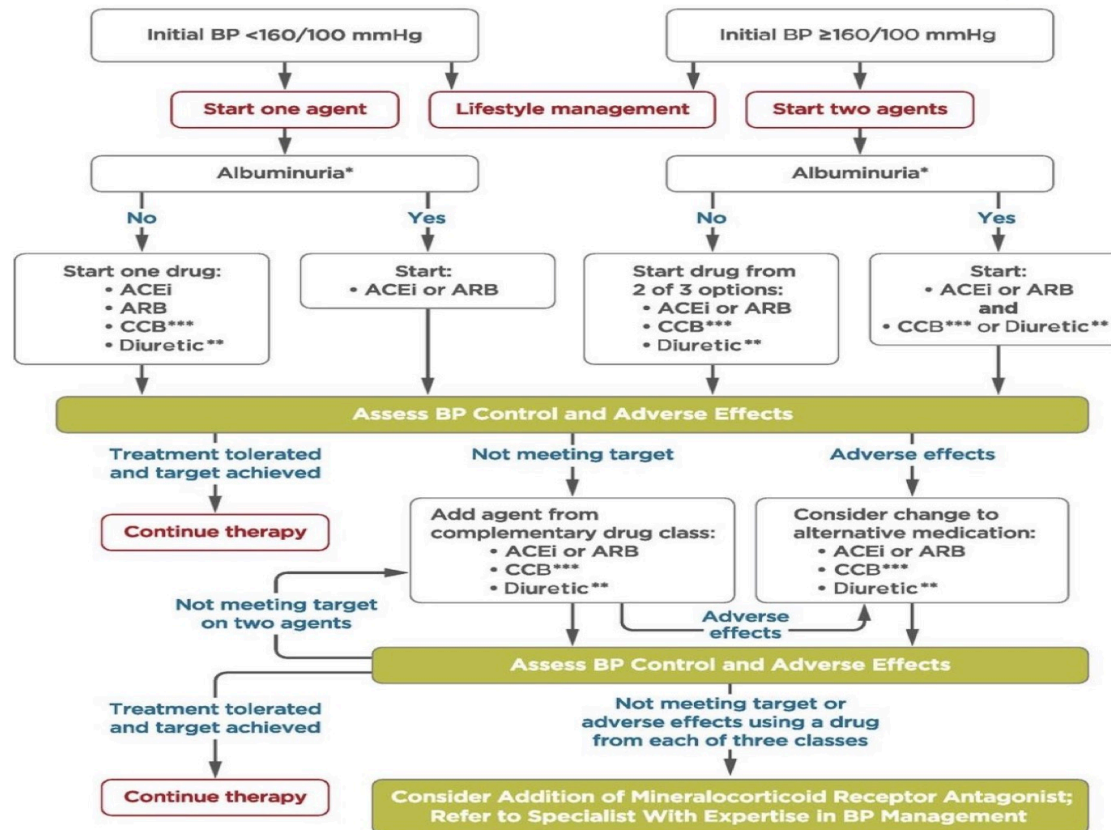 Initial BP <160/100 mmHg
Initial BP ≥160/100 mmHg
Start one agent
Lifestyle management
Start two agents
Albuminuria*
Albuminuria*
No
Yes
No
Yes
Start one drug:
• ACEi
• ARB
• CCB***
• Diuretic**
Start:
• ACEi or ARB
Start drug from
2 of 3 options:
• ACEi or ARB
• CCB***
• Diuretic**
Start:
• ACEi or ARB
and
• CCB*** or Diuretic**
Assess BP Control and Adverse Effects
Treatment tolerated
and target achieved
Not meeting target
Adverse effects
Continue therapy
Add agent from
complementary drug class:
• ACEi or ARB
• CCB***
• Diuretic**
Consider change to
alternative medication:
• ACEi or ARB
• CCB***
• Diuretic**
Not meeting target
on two agents
Adverse
effects
Assess BP Control and Adverse Effects
Treatment tolerated
and target achieved
Not meeting target or
adverse effects using a drug
from each of three classes
Continue therapy
Consider Addition of Mineralocorticoid Receptor Antagonist;
Refer to Specialist With Expertise in BP Management